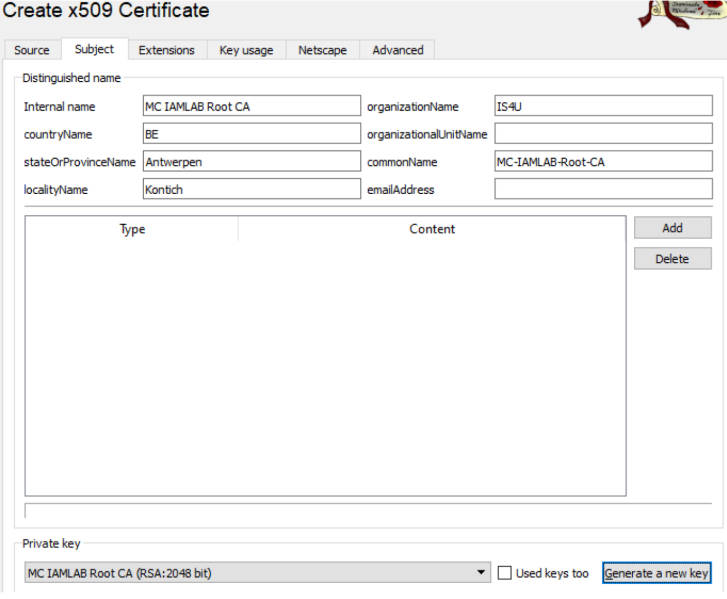 Create x509 Certificate
Source Subject Extensions Key usage Netscape Advanced
Distinguished name
Internal name MC IAMLAB Root CA organizationName IS4U
countryName BE organizationalUnitName
stateOrProvinceName Antwerpen commonName MC-IAMLAB-Root-CA
localityName Kontich emailAddress
Type Content Add
Delete
Private key
MC IAMLAB Root CA (RSA:2048 bit) Used keys too Generate a new key